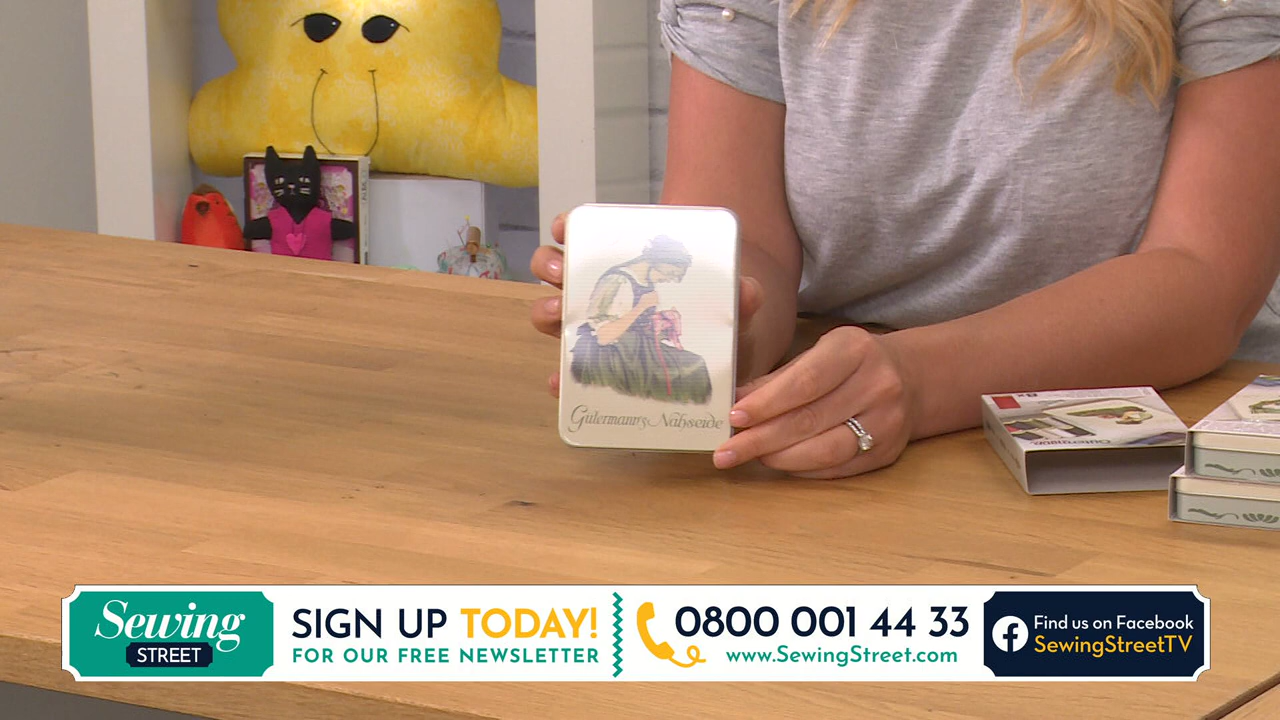 Gütermann's Nähseide
Gütermann
Sewing
STREET
SIGN UP TODAY!
FOR OUR FREE NEWSLETTER
0800 001 44 33
www.SewingStreet.com
Find us on Facebook
SewingStreetTV